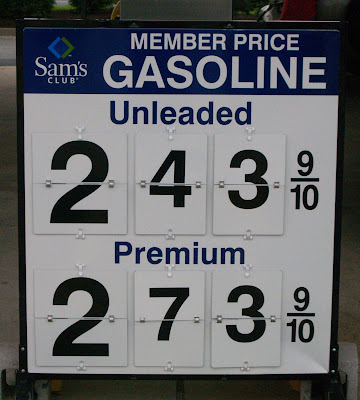 Sam's
CLUB
MEMBER PRICE
GASOLINE
Unleaded
2 4 3 9/10
Premium
2 7 3 9/10